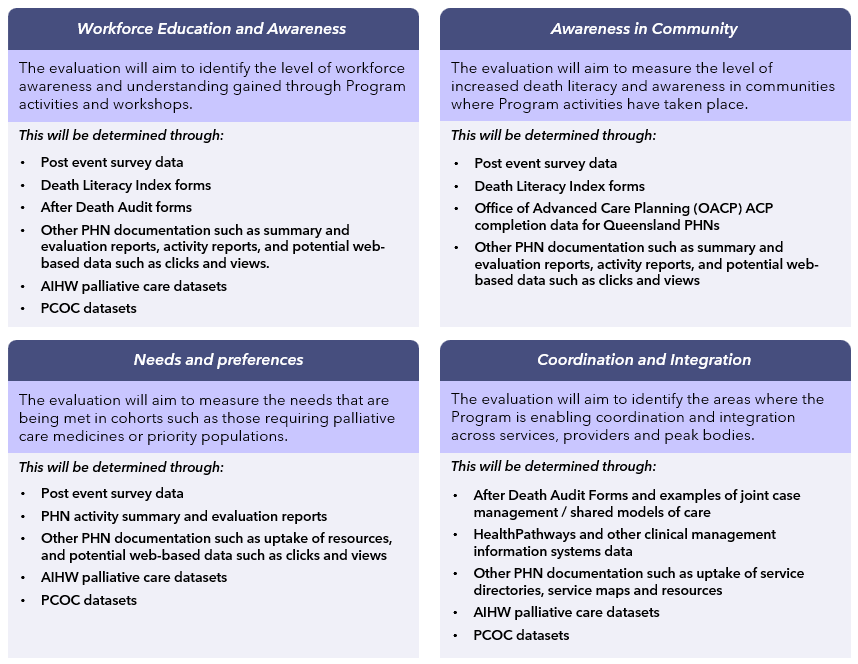 Workforce Education and Awareness
The evaluation will aim to identify the level of workforce
awareness and understanding gained through Program
activities and workshops.
This will be determined through:
• Post event survey data
• Death Literacy Index forms
• After Death Audit forms
• Other PHN documentation such as summary and
evaluation reports, activity reports, and potential web-
based data such as clicks and views.
• AIHW palliative care datasets
• PCOC datasets
Awareness in Community
The evaluation will aim to measure the level of
increased death literacy and awareness in communities
where Program activities have taken place.
This will be determined through:
• Post event survey data
• Death Literacy Index forms
• Office of Advanced Care Planning (OACP) ACP
completion data for Queensland PHNs
• Other PHN documentation such as summary and
evaluation reports, activity reports, and potential web-
based data such as clicks and views
Needs and preferences
The evaluation will aim to measure the needs that are
being met in cohorts such as those requiring palliative
care medicines or priority populations.
This will be determined through:
• Post event survey data
• PHN activity summary and evaluation reports
• Other PHN documentation such as uptake of resources,
and potential web-based data such as clicks and views
• AIHW palliative care datasets
• PCOC datasets
Coordination and Integration
The evaluation will aim to identify the areas where the
Program is enabling coordination and integration
across services, providers and peak bodies.
This will be determined through:
• After Death Audit Forms and examples of joint case
management / shared models of care
• HealthPathways and other clinical management
information systems data
• Other PHN documentation such as uptake of service
directories, service maps and resources
• AIHW palliative care datasets
• PCOC datasets